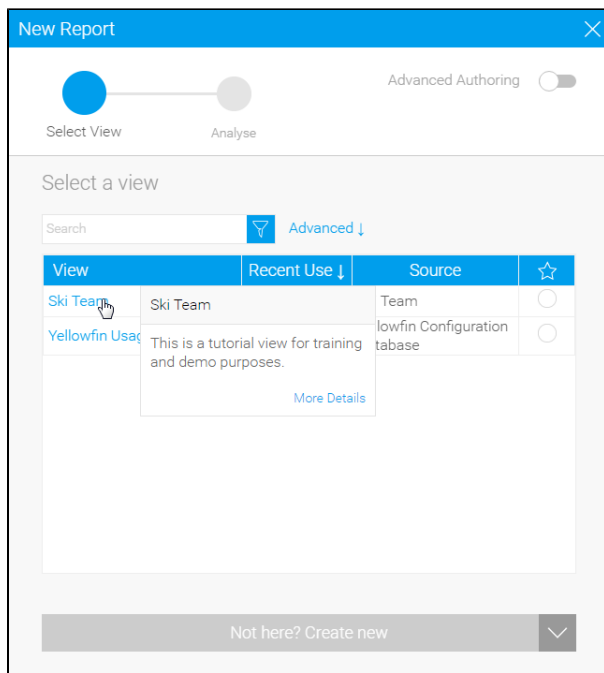 New Report
Advanced Authoring
Select View
Analyse
Select a view
Search
Advanced ↓
View Recent Use ↓ Source
Ski Team
Ski Team
Team
Yellowfin Usag
This is a tutorial view for training
and demo purposes.
lowfin Configuration
tabase
More Details
Not here? Create new